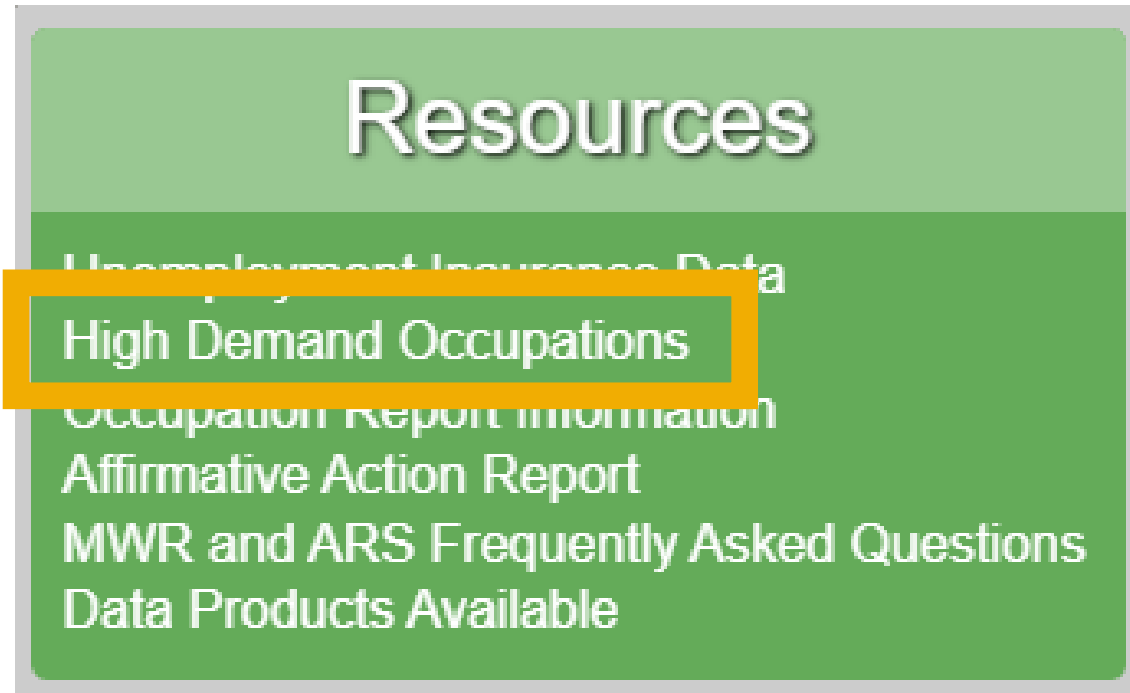 Resources
Unemployment Insurance Data
High Demand Occupations
Occupation Report Information
Affirmative Action Report
MWR and ARS Frequently Asked Questions
Data Products Available